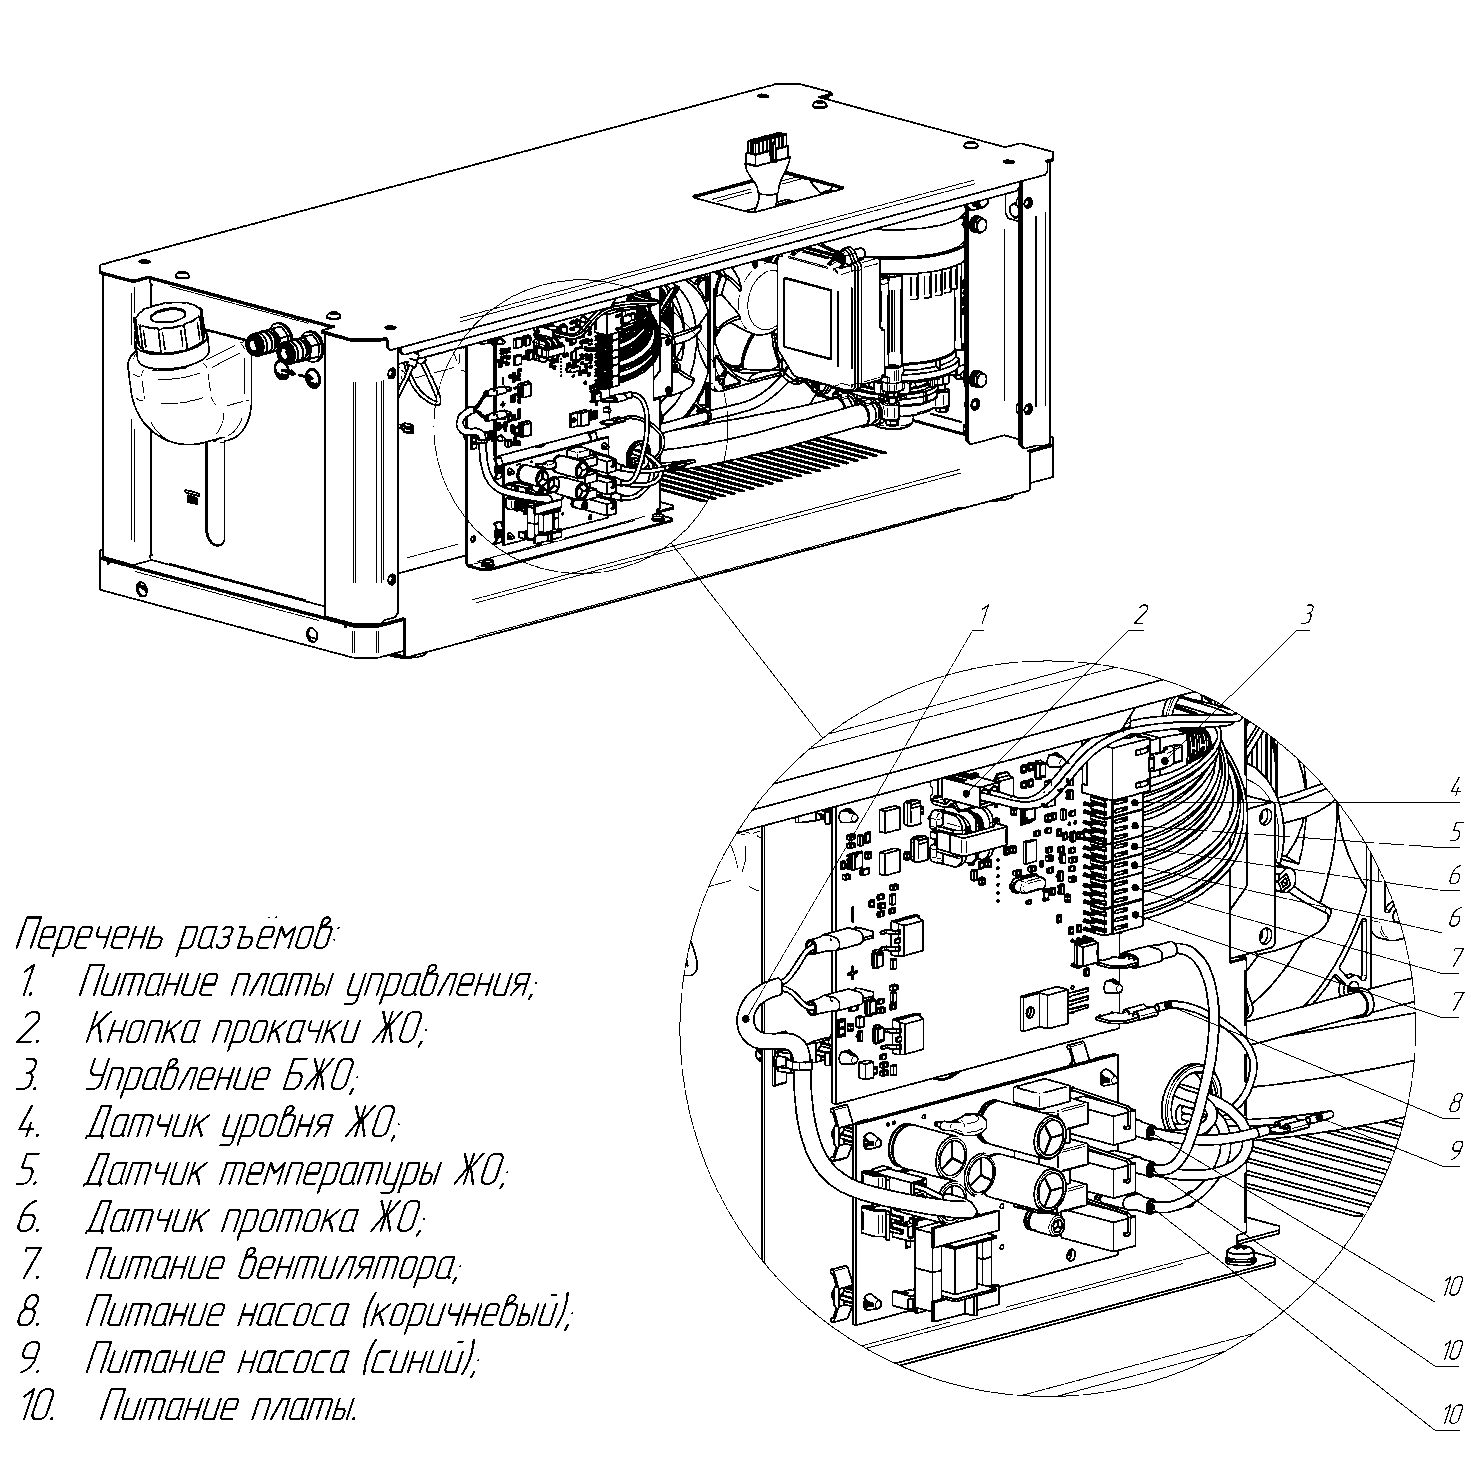 1
2
3
4
5
6
6
7
7
8
9
10
10
10
Перечень разъёмов:
1. Питание платы управления;
2. Кнопка прокачки ЖО;
3. Управление БЖО;
4. Датчик уровня ЖО;
5. Датчик температуры ЖО;
6. Датчик протока ЖО;
7. Питание вентилятора;
8. Питание насоса (коричневый);
9. Питание насоса (синий);
10. Питание платы.